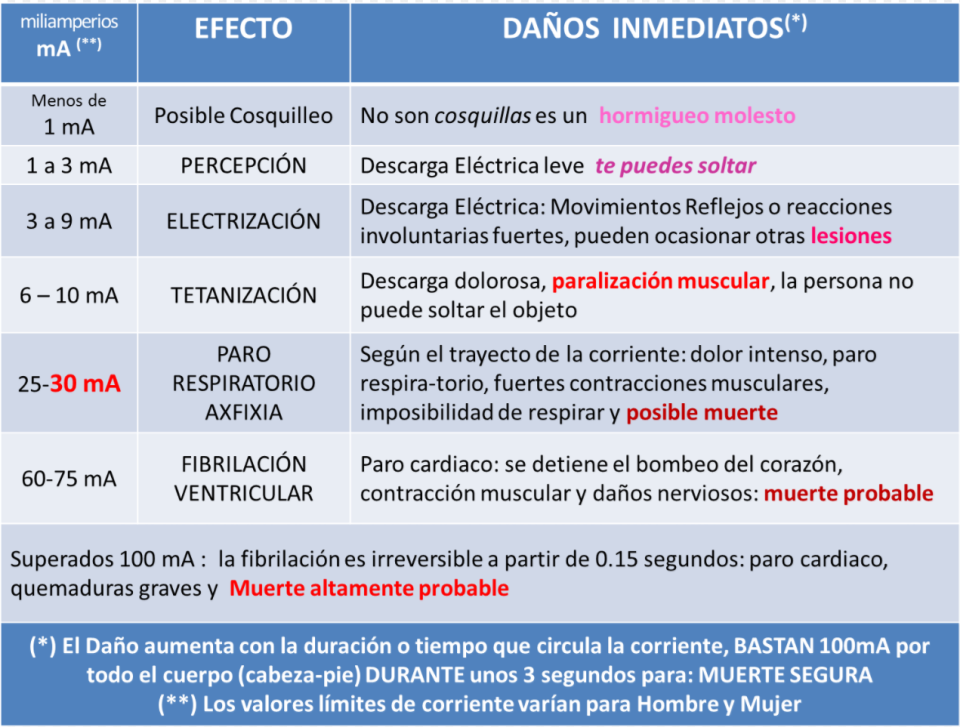 miliamperios
mA (**)
EFECTO
DAÑOS INMEDIATOS(*)
Menos de
1 mA
Posible Cosquilleo
No son cosquillas es un hormigueo molesto
1 a 3 mA
PERCEPCIÓN
Descarga Eléctrica leve te puedes soltar
3 a 9 mA
ELECTRIZACIÓN
Descarga Eléctrica: Movimientos Reflejos o reacciones
involuntarias fuertes, pueden ocasionar otras lesiones
6 – 10 mA
TETANIZACIÓN
Descarga dolorosa, paralización muscular, la persona no
puede soltar el objeto
25-30 mA
PARO
RESPIRATORIO
AXFIXIA
Según el trayecto de la corriente: dolor intenso, paro
respira-torio, fuertes contracciones musculares,
imposibilidad de respirar y posible muerte
60-75 mA
FIBRILACIÓN
VENTRICULAR
Paro cardiaco: se detiene el bombeo del corazón,
contracción muscular y daños nerviosos: muerte probable
Superados 100 mA : la fibrilación es irreversible a partir de 0.15 segundos: paro cardiaco,
quemaduras graves y Muerte altamente probable
(*) El Daño aumenta con la duración o tiempo que circula la corriente, BASTAN 100mA por
todo el cuerpo (cabeza-pie) DURANTE unos 3 segundos para: MUERTE SEGURA
(**) Los valores límites de corriente varían para Hombre y Mujer